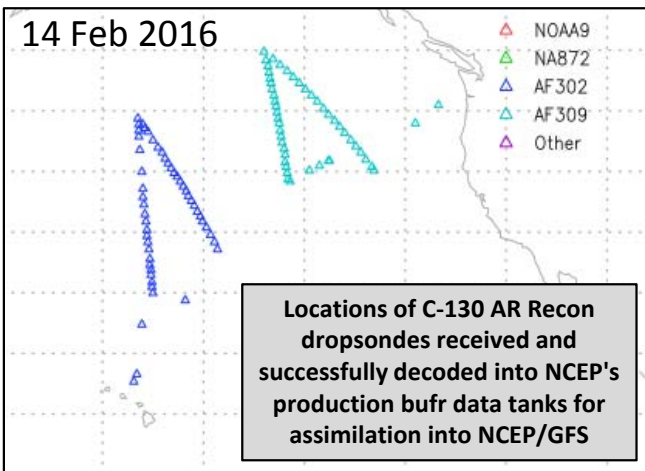 14 Feb 2016
NOAA9
NA872
AF302
AF309
Other
Locations of C-130 AR Recon
dropsondes received and
successfully decoded into NCEP's
production bufr data tanks for
assimilation into NCEP/GFS